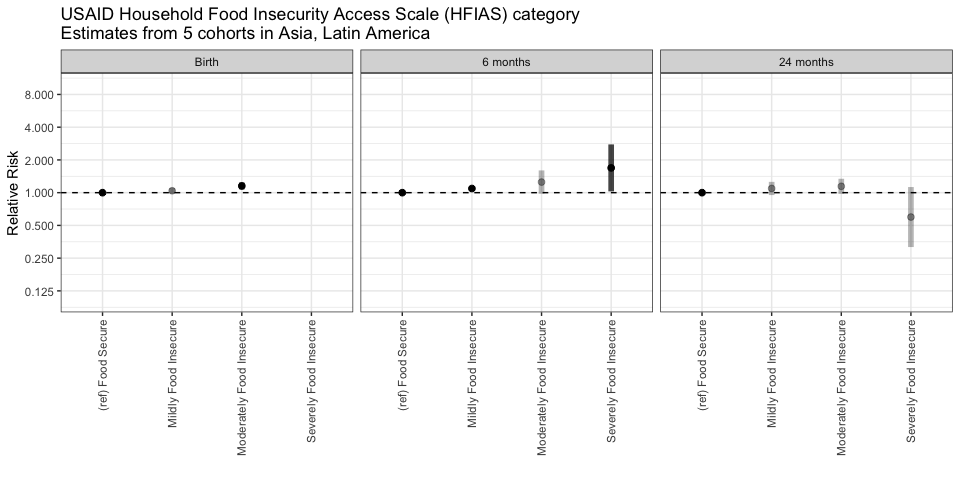 USAID Household Food Insecurity Access Scale (HFIAS) category
Estimates from 5 cohorts in Asia, Latin America
Birth
6 months
24 months
Relative Risk
8.000
4.000
2.000
1.000
0.500
0.250
0.125
(ref) Food Secure
Mildly Food Insecure
Moderately Food Insecure
Severely Food Insecure
(ref) Food Secure
Mildly Food Insecure
Moderately Food Insecure
Severely Food Insecure
(ref) Food Secure
Mildly Food Insecure
Moderately Food Insecure
Severely Food Insecure